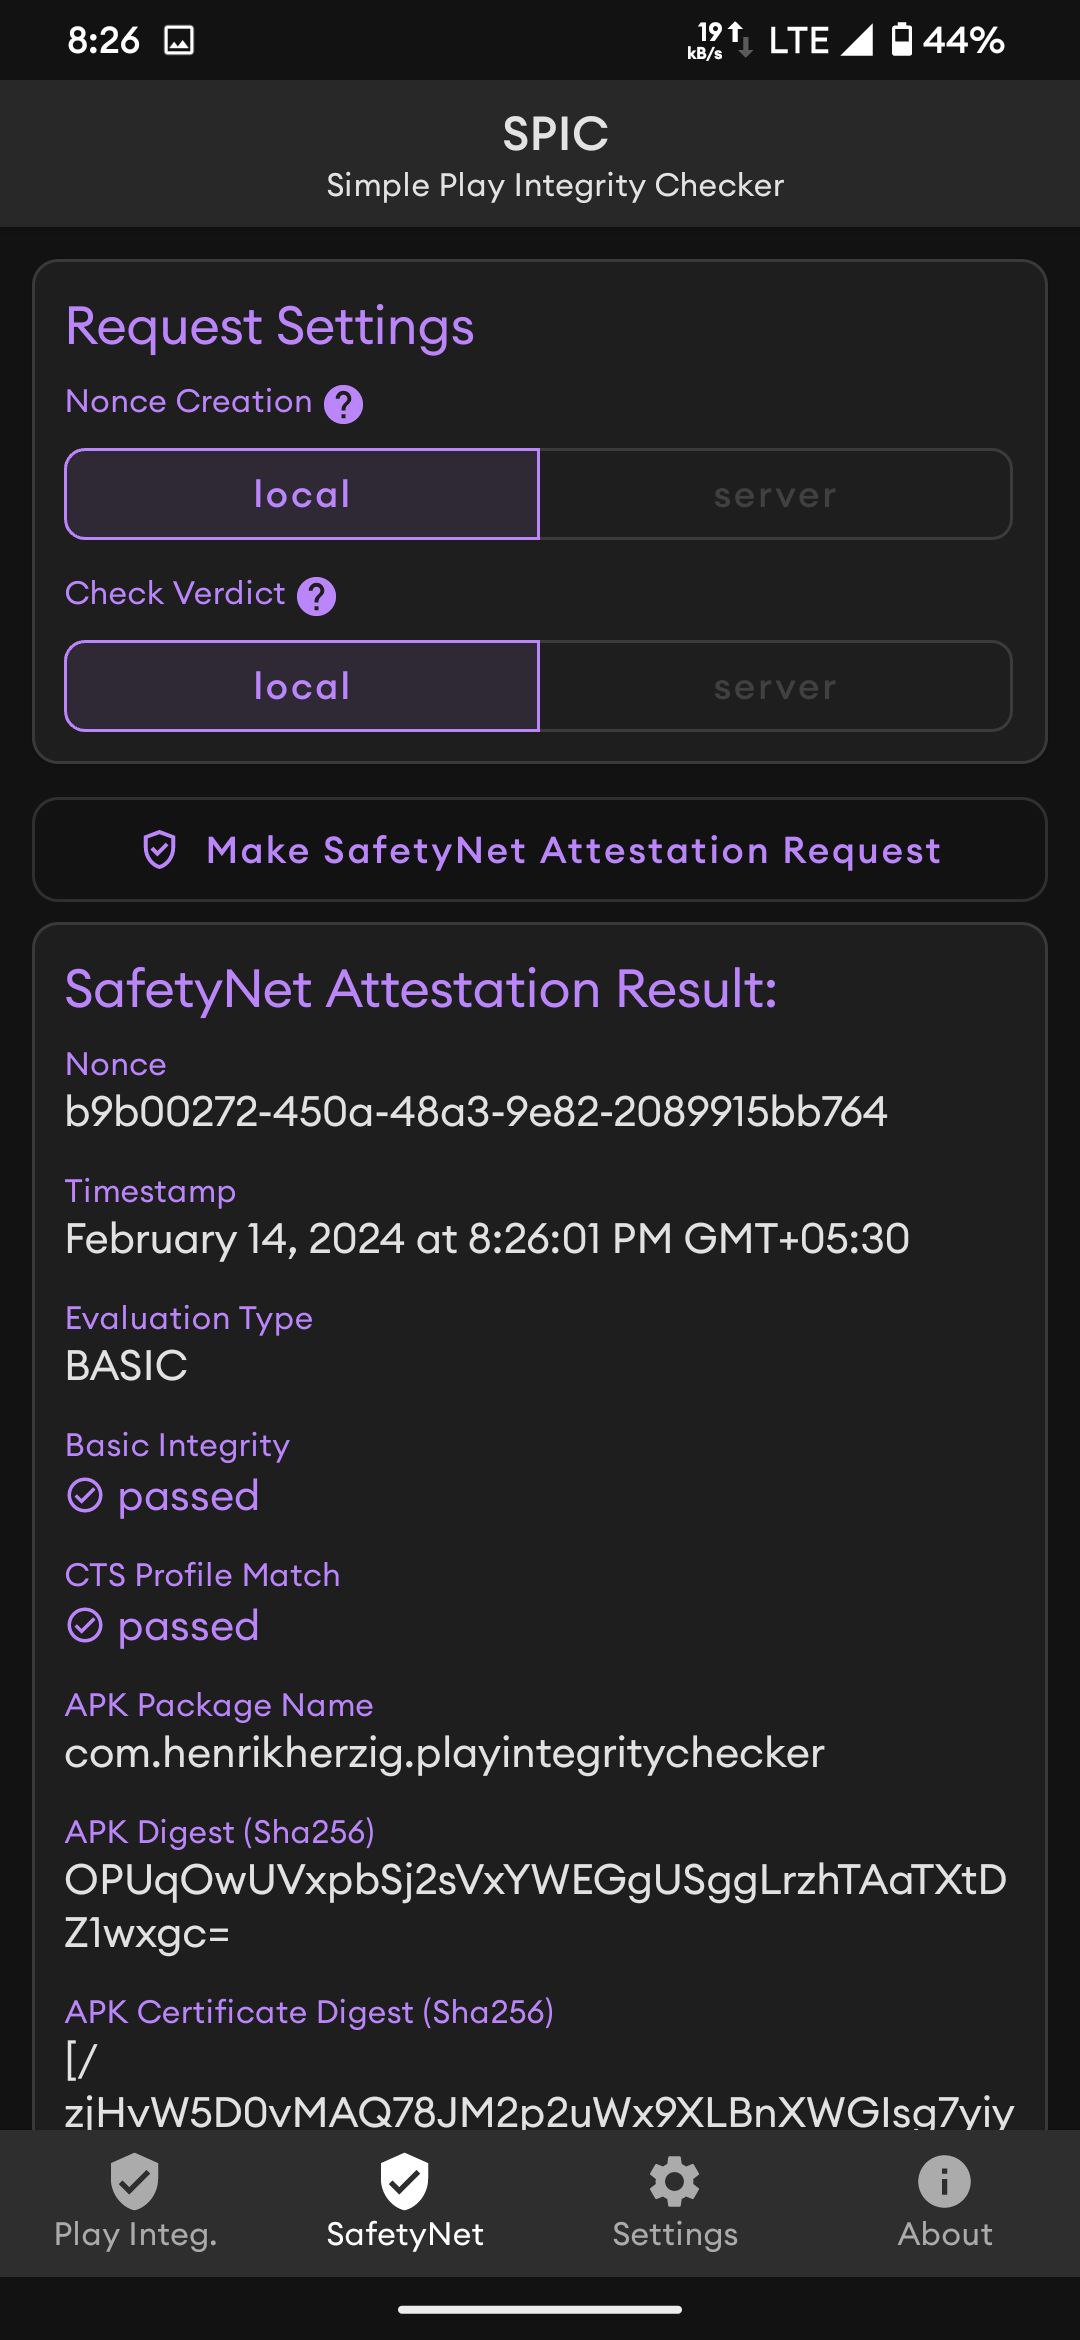 8:26 19 kB/s LTE 44%
SPIC
Simple Play Integrity Checker
Request Settings
Nonce Creation ?
local server
Check Verdict ?
local server
Make SafetyNet Attestation Request
SafetyNet Attestation Result:
Nonce
b9b00272-450a-48a3-9e82-2089915bb764
Timestamp
February 14, 2024 at 8:26:01 PM GMT+05:30
Evaluation Type
BASIC
Basic Integrity
passed
CTS Profile Match
passed
APK Package Name
com.henrikherzig.playintegritychecker
APK Digest (Sha256)
OPUqOwUVxpbSj2sVxYWEGgUSggLrzhTAaTXtD
Z1wxgc=
APK Certificate Digest (Sha256)
[/
zjHvW5D0vMAQ78JM2p2uWx9XLBnXWGIsg7yiy
Play Integ. SafetyNet Settings About